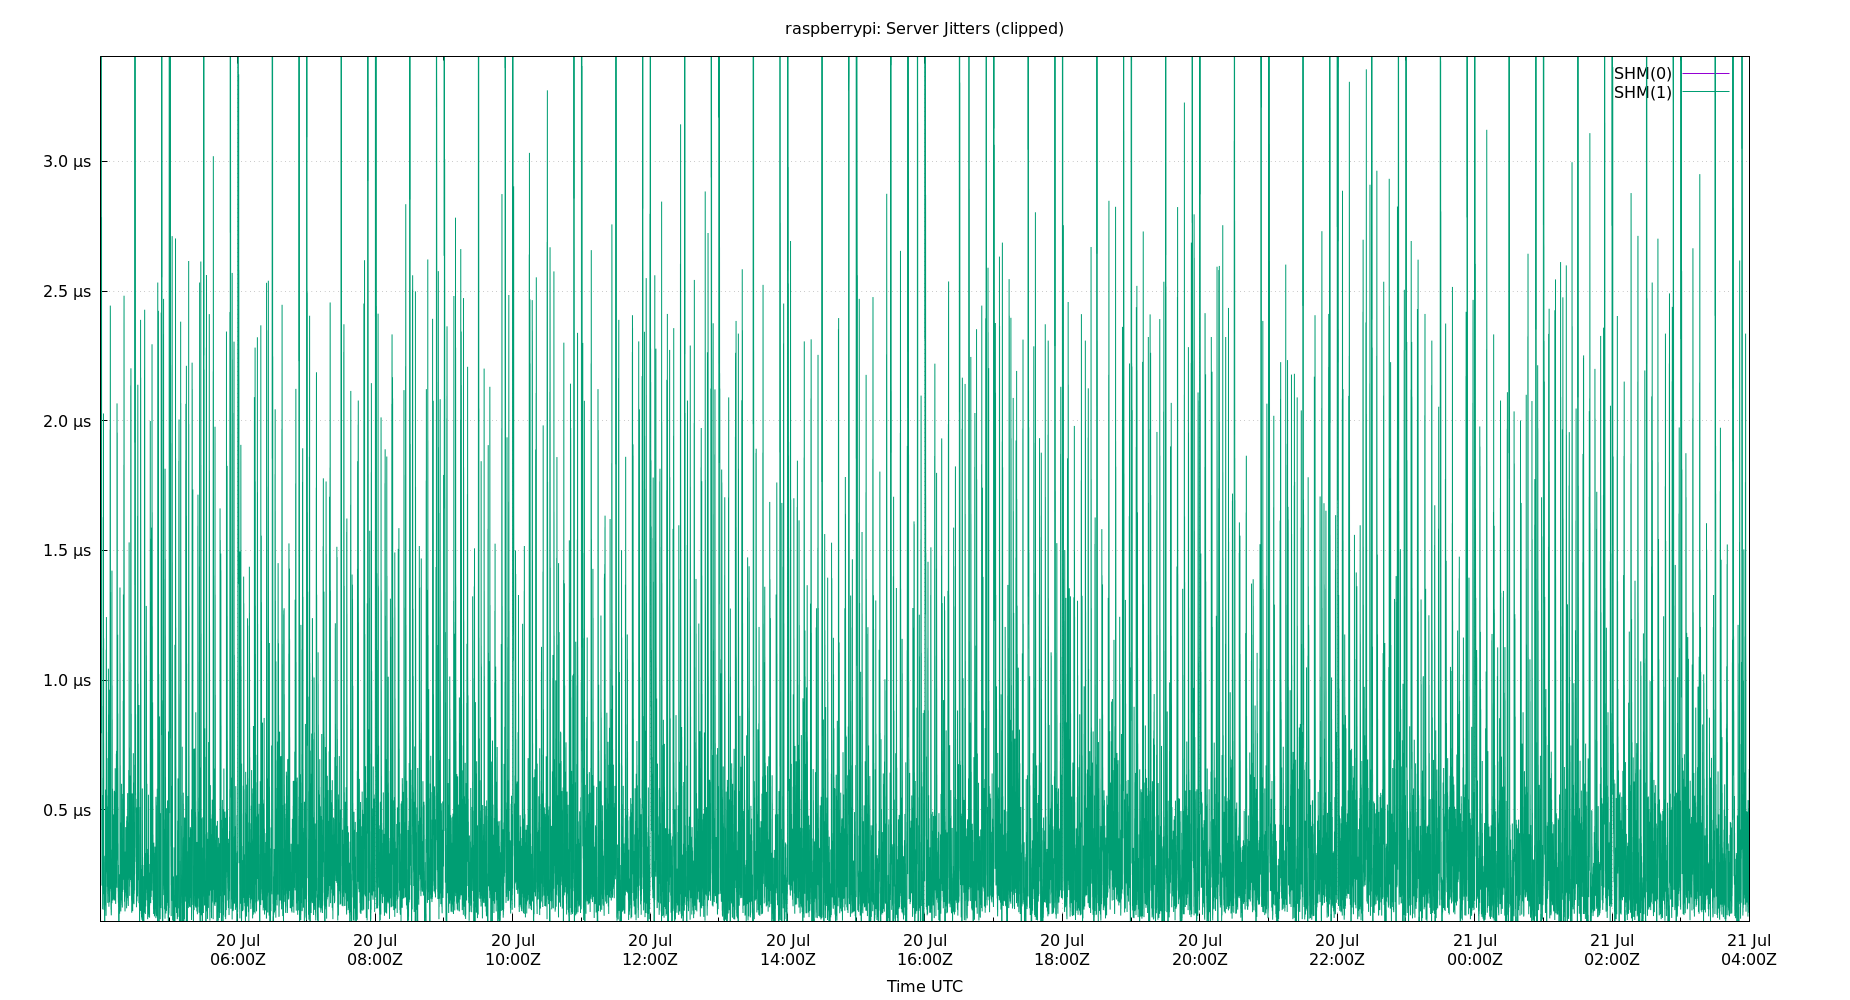 raspberrypi: Server Jitters (clipped)
SHM(0)
SHM(1)
3.0 µs
2.5 µs
2.0 µs
1.5 µs
1.0 µs
0.5 µs
20 Jul 20 Jul 20 Jul 20 Jul 20 Jul 20 Jul 20 Jul 20 Jul 20 Jul 21 Jul 21 Jul 21 Jul
06:00Z 08:00Z 10:00Z 12:00Z 14:00Z 16:00Z 18:00Z 20:00Z 22:00Z 00:00Z 02:00Z 04:00Z
Time UTC